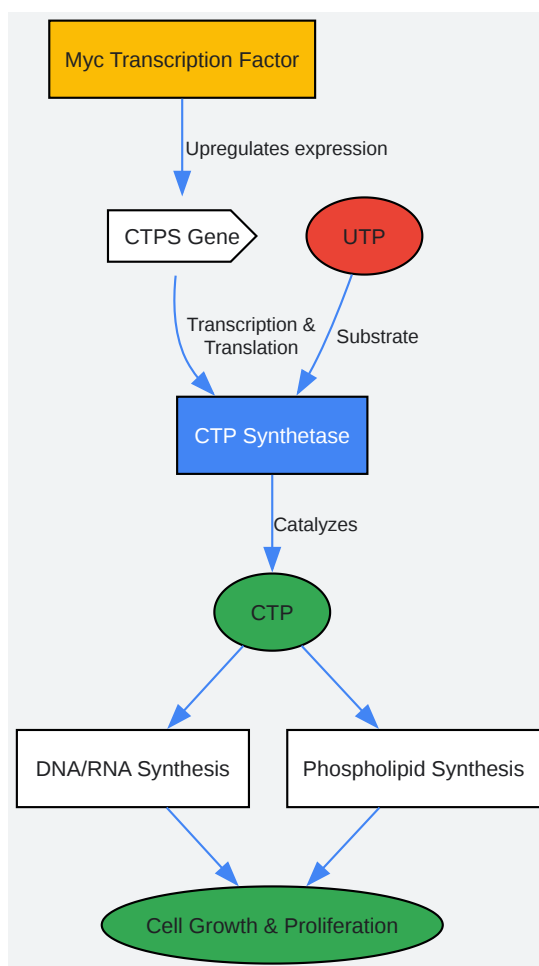 Myc Transcription Factor
Upregulates expression
CTPS Gene
UTP
Transcription &
Translation
Substrate
CTP Synthetase
Catalyzes
CTP
DNA/RNA Synthesis
Phospholipid Synthesis
Cell Growth & Proliferation